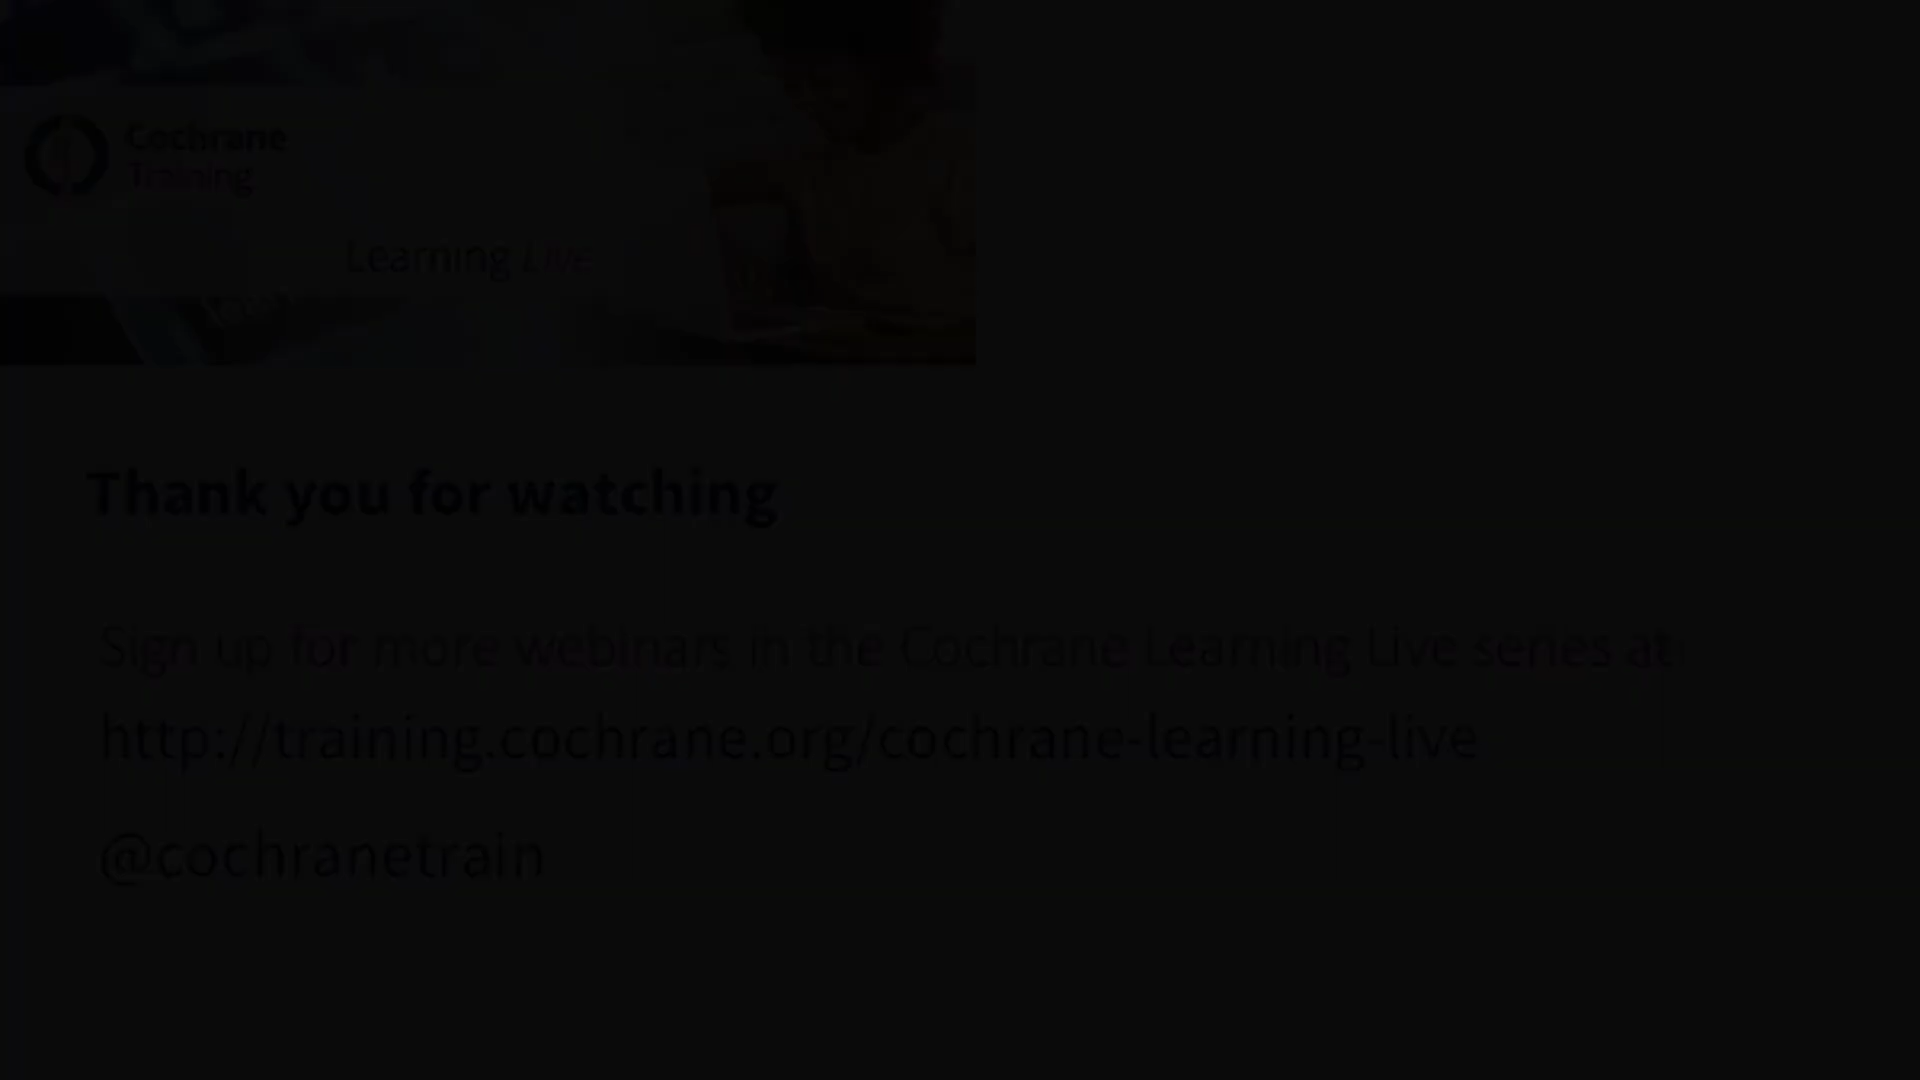 Cochrane
Training
Learning Live
Thank you for watching
Sign up for more webinars in the Cochrane Learning Live series at
http://training.cochrane.org/cochrane-learning-live
@cochranetrain